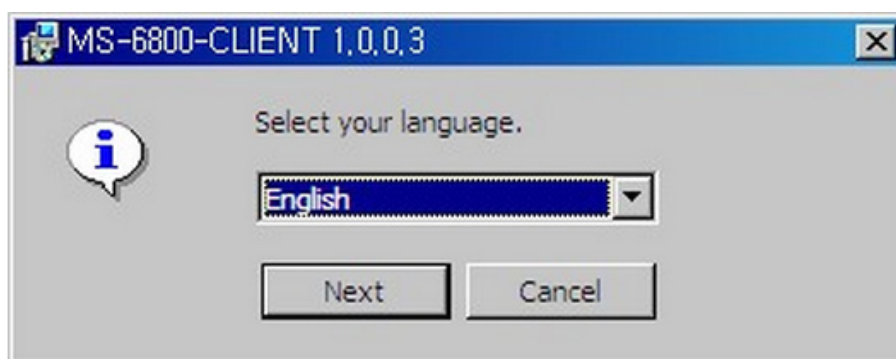 MS-6800-CLIENT 1,0,0,3
Select your language.
English
Next Cancel